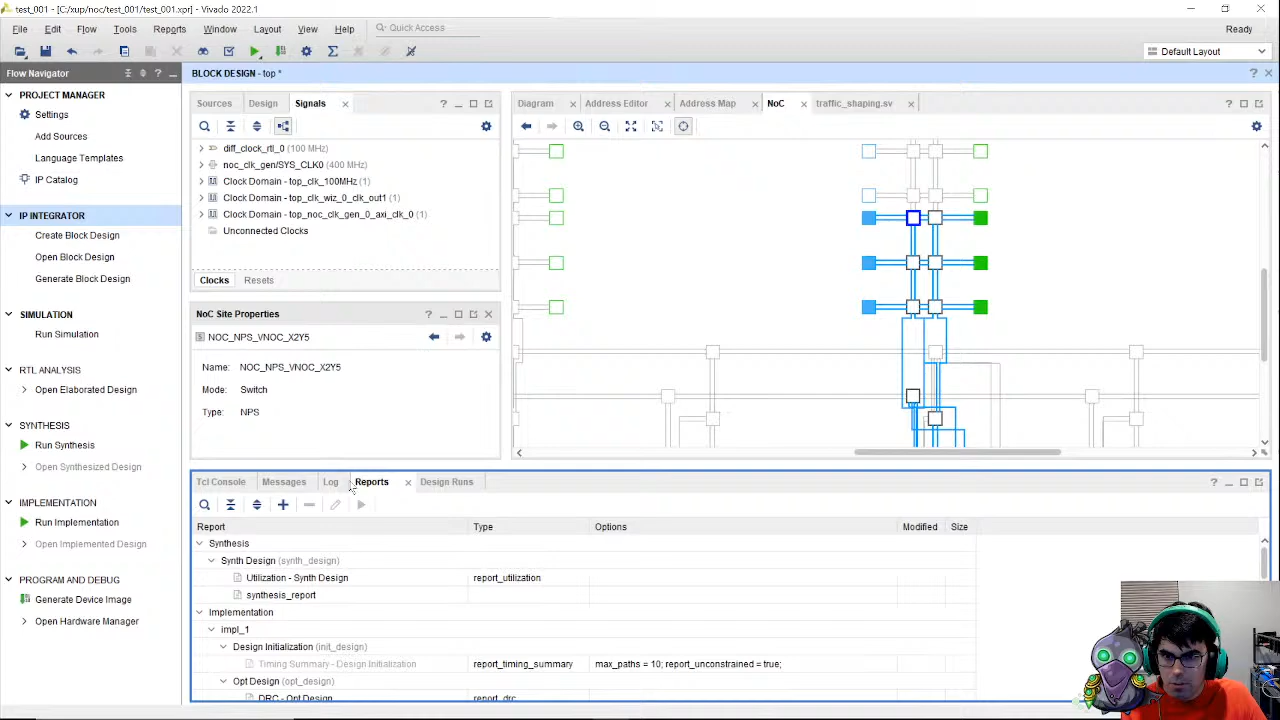 test_001 - [C:/xup/noc/test_001/test_001.xpr] - Vivado 2022.1
File Edit Flow Tools Reports Window Layout View Help Quick Access
Ready
Default Layout
Flow Navigator
PROJECT MANAGER
Settings
Add Sources
Language Templates
IP Catalog
IP INTEGRATOR
Create Block Design
Open Block Design
Generate Block Design
SIMULATION
Run Simulation
RTL ANALYSIS
Open Elaborated Design
SYNTHESIS
Run Synthesis
Open Synthesized Design
IMPLEMENTATION
Run Implementation
Open Implemented Design
PROGRAM AND DEBUG
Generate Device Image
Open Hardware Manager
BLOCK DESIGN - top *
Sources Design Signals
diff_clock_rtl_0 (100 MHz)
noc_clk_gen/SYS_CLK0 (400 MHz)
Clock Domain - top_clk_100MHz (1)
Clock Domain - top_clk_wiz_0_clk_out1 (1)
Clock Domain - top_noc_clk_gen_0_axi_clk_0 (1)
Unconnected Clocks
Clocks Resets
NoC Site Properties
NOC_NPS_VNOC_X2Y5
Name: NOC_NPS_VNOC_X2Y5
Mode: Switch
Type: NPS
Diagram Address Editor Address Map NoC traffic_shaping.sv
Tcl Console Messages Log Reports Design Runs
Report Type Options Modified Size
Synthesis
Synth Design (synth_design)
Utilization - Synth Design report_utilization
synthesis_report
Implementation
impl_1
Design Initialization (init_design)
Timing Summary - Design Initialization report_timing_summary max_paths = 10; report_unconstrained = true;
Opt Design (opt_design)
DRC - Opt Design report_drc